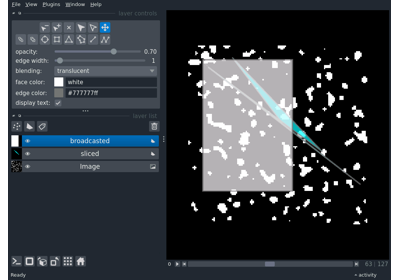 File View Plugins Window Help
layer controls
opacity: 0.70
edge width: 1
blending: translucent
face color: white
edge color: #777777ff
display text:
layer list
broadcasted
sliced
Image
63 127
Ready activity